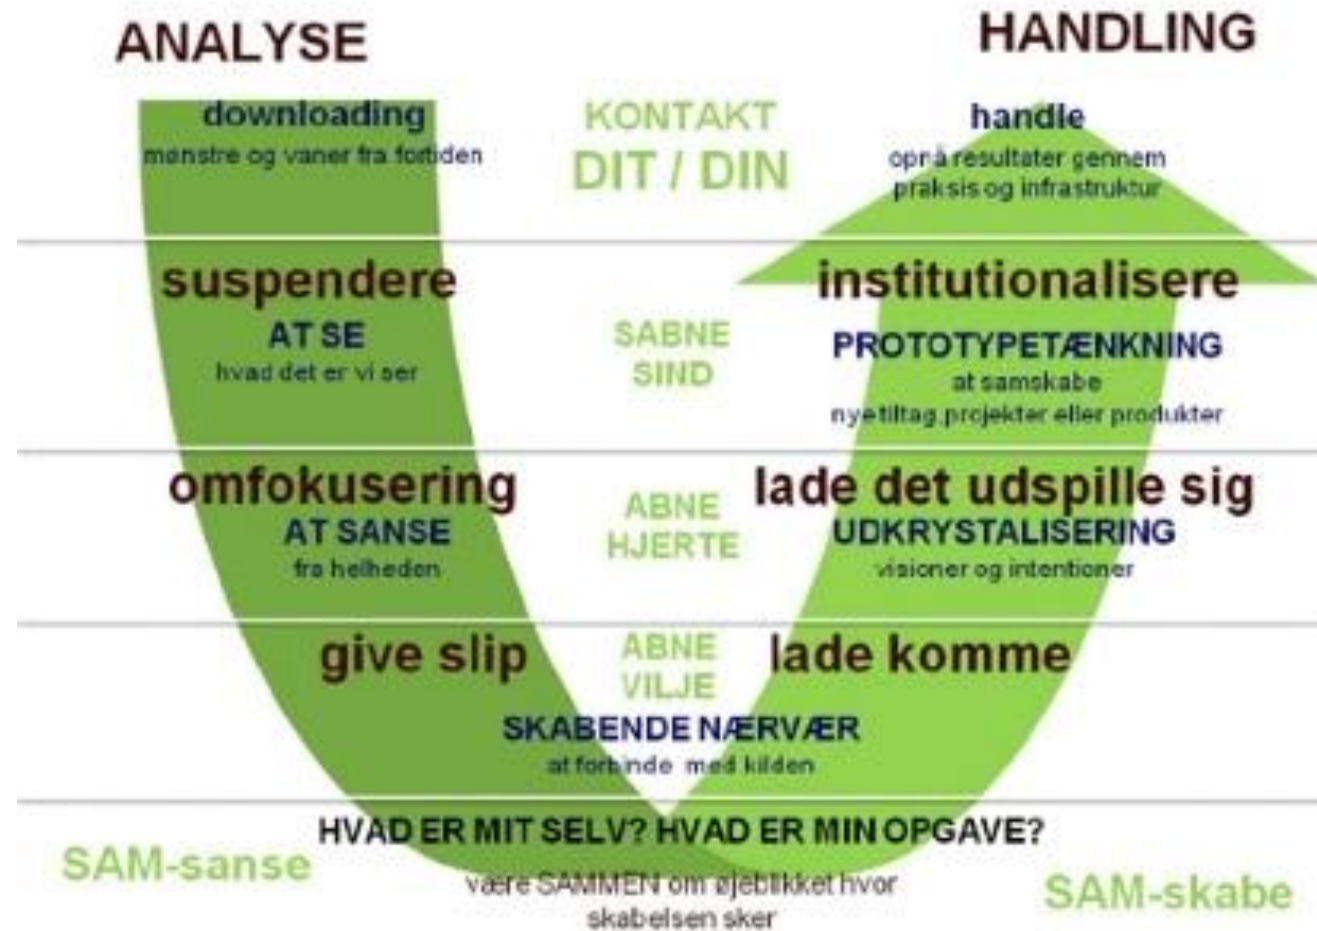 ANALYSE
HANDLING
downloading
mønstre og vaner fra fortiden
KONTAKT
DIT / DIN
handle
opnå resultater gennem
praksis og infrastruktur
suspendere
AT SE
hvad det er vi ser
SABNE
SIND
institutionalisere
PROTOTYPETÆNKNING
at samskabe
nye tiltag, projekter eller produkter
omfokusering
AT SANSE
fra helheden
ABNE
HJERTE
lade det udspille sig
UDKRYSTALISERING
visioner og intentioner
give slip
ABNE
VILJE
lade komme
SKABENDE NÆRVÆR
at forbinde med kilden
HVAD ER MIT SELV? HVAD ER MIN OPGAVE?
SAM-sanse
være SAMMEN om øjeblikket hvor
skabelsen sker
SAM-skabe